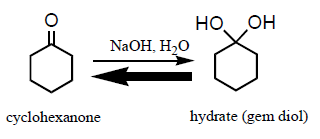 O
HO OH
NaOH, H₂O
cyclohexanone
hydrate (gem diol)